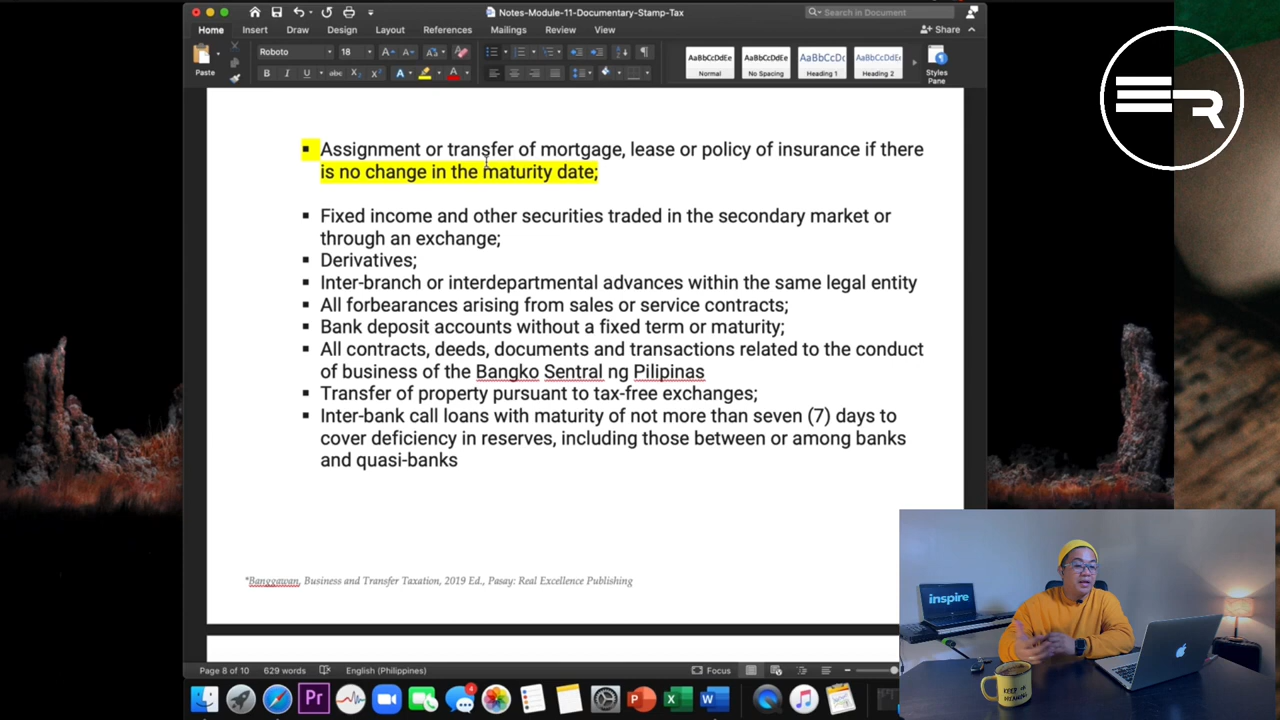 Notes-Module-11-Documentary-Stamp-Tax
Search in Document
Home Insert Draw Design Layout References Mailings Review View Share
Paste
Roboto 18
AaBbCcDdEe AaBbCcDdEe AaBbCcDc AaBbCcDdEe
Normal No Spacing Heading 1 Heading 2
Styles
Pane
ER
▪ Assignment or transfer of mortgage, lease or policy of insurance if there
is no change in the maturity date;
▪ Fixed income and other securities traded in the secondary market or
through an exchange;
▪ Derivatives;
▪ Inter-branch or interdepartmental advances within the same legal entity
▪ All forbearances arising from sales or service contracts;
▪ Bank deposit accounts without a fixed term or maturity;
▪ All contracts, deeds, documents and transactions related to the conduct
of business of the Bangko Sentral ng Pilipinas
▪ Transfer of property pursuant to tax-free exchanges;
▪ Inter-bank call loans with maturity of not more than seven (7) days to
cover deficiency in reserves, including those between or among banks
and quasi-banks
*Banggawan, Business and Transfer Taxation, 2019 Ed., Pasay: Real Excellence Publishing
Page 8 of 10 629 words English (Philippines) Focus
inspire
KEEP ON
Pr